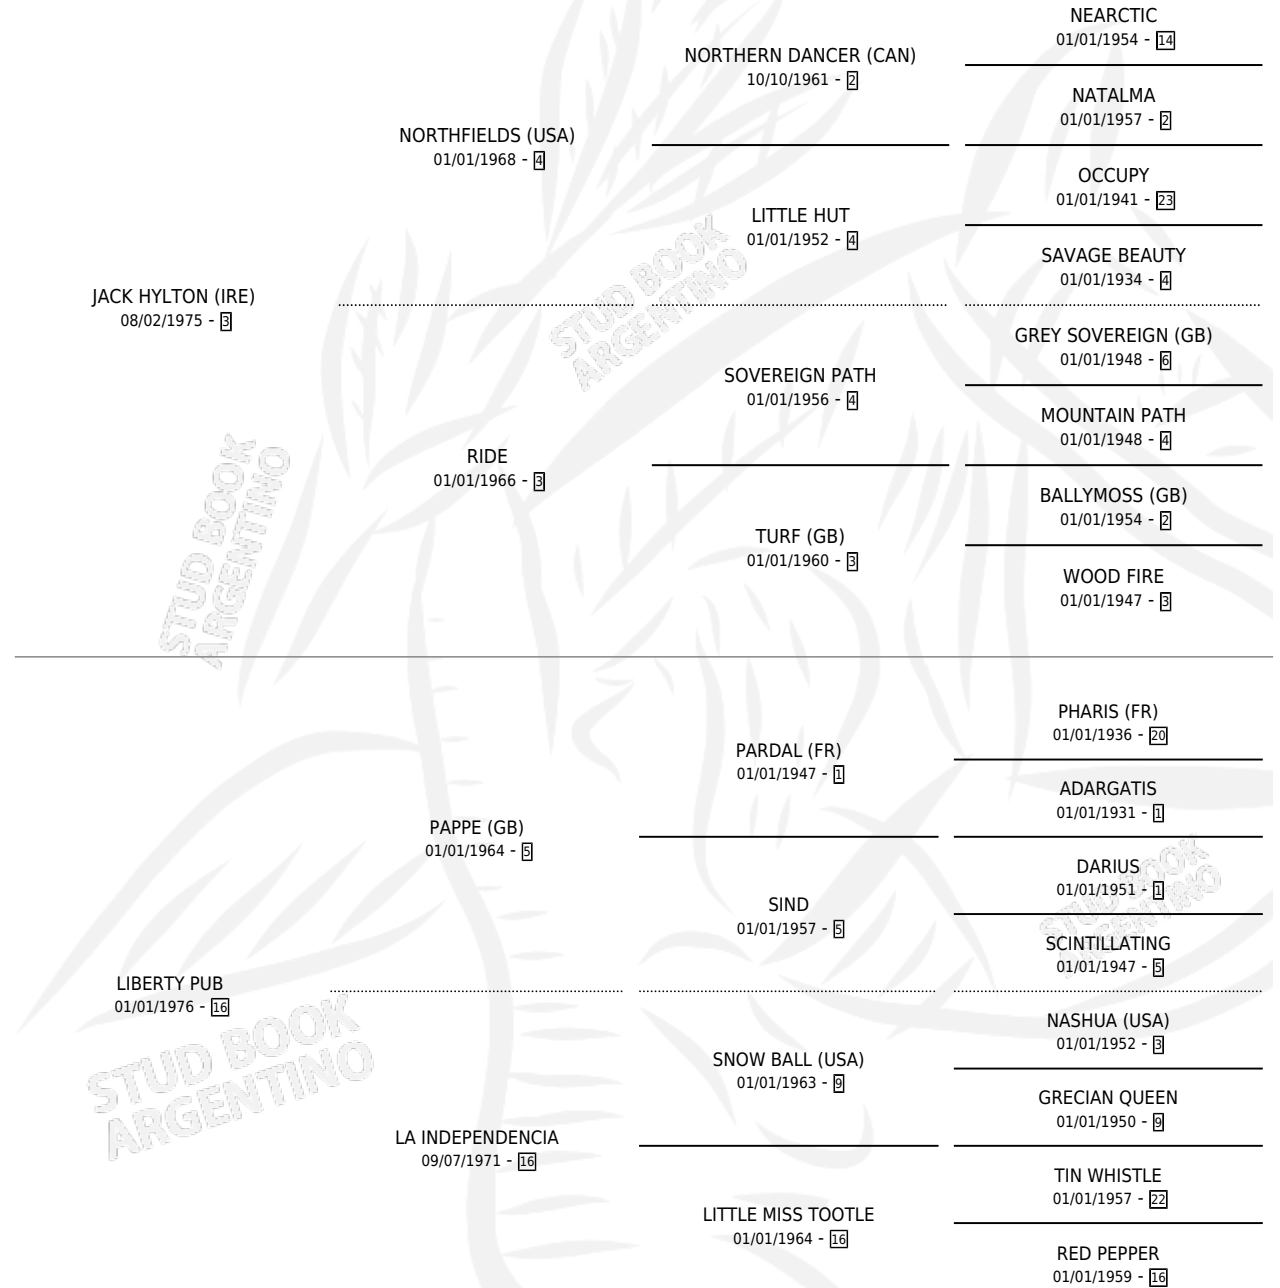 NEARCTIC
01/01/1954 - 14
NORTHERN DANCER (CAN)
10/10/1961 - 2
NATALMA
01/01/1957 - 2
NORTHFIELDS (USA)
01/01/1968 - 4
OCCUPY
01/01/1941 - 23
LITTLE HUT
01/01/1952 - 4
SAVAGE BEAUTY
01/01/1934 - 4
JACK HYLTON (IRE)
08/02/1975 - 3
STUD BOOK
ARGENTINO
GREY SOVEREIGN (GB)
01/01/1948 - 6
SOVEREIGN PATH
01/01/1956 - 4
MOUNTAIN PATH
01/01/1948 - 4
RIDE
01/01/1966 - 3
BALLYMOSS (GB)
01/01/1954 - 2
TURF (GB)
01/01/1960 - 3
WOOD FIRE
01/01/1947 - 3
STUD BOOK
ARGENTINO
PHARIS (FR)
01/01/1936 - 20
PARDAL (FR)
01/01/1947 - 1
ADARGATIS
01/01/1931 - 1
PAPPE (GB)
01/01/1964 - 5
DARIUS
01/01/1951 - 1
SIND
01/01/1957 - 5
SCINTILLATING
01/01/1947 - 5
STUD BOOK
ARGENTINO
LIBERTY PUB
01/01/1976 - 16
NASHUA (USA)
01/01/1952 - 3
SNOW BALL (USA)
01/01/1963 - 9
GRECIAN QUEEN
01/01/1950 - 9
STUD BOOK
ARGENTINO
LA INDEPENDENCIA
09/07/1971 - 16
TIN WHISTLE
01/01/1957 - 22
LITTLE MISS TOOTLE
01/01/1964 - 16
RED PEPPER
01/01/1959 - 16